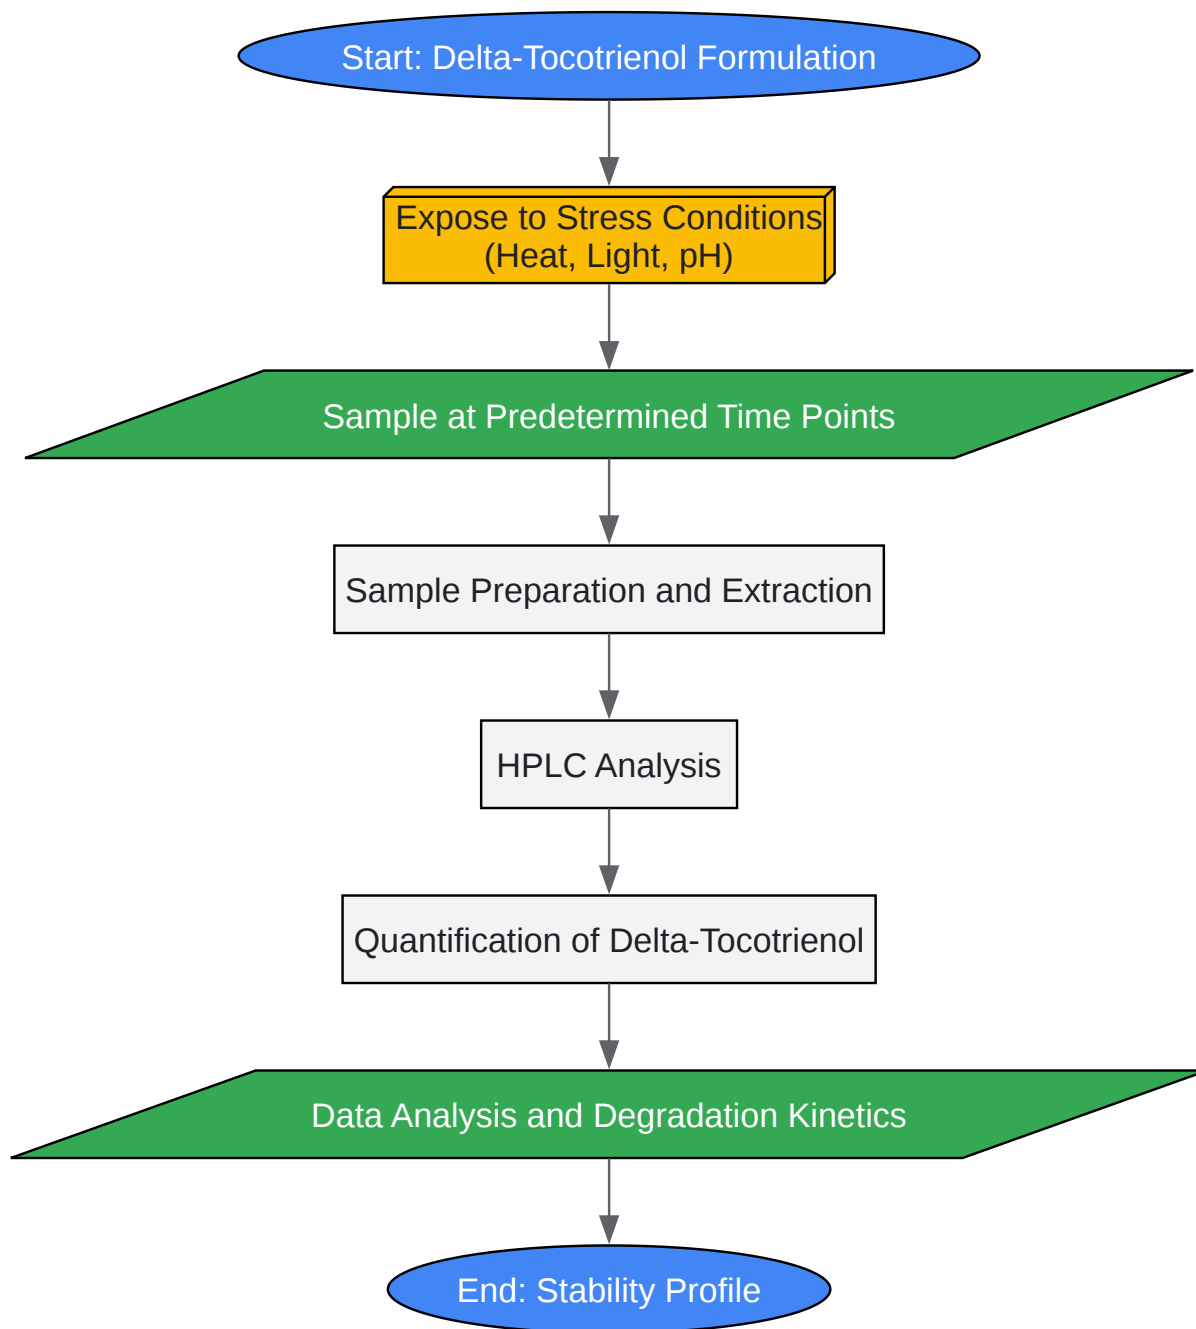 Start: Delta-Tocotrienol Formulation
Expose to Stress Conditions
(Heat, Light, pH)
Sample at Predetermined Time Points
Sample Preparation and Extraction
HPLC Analysis
Quantification of Delta-Tocotrienol
Data Analysis and Degradation Kinetics
End: Stability Profile